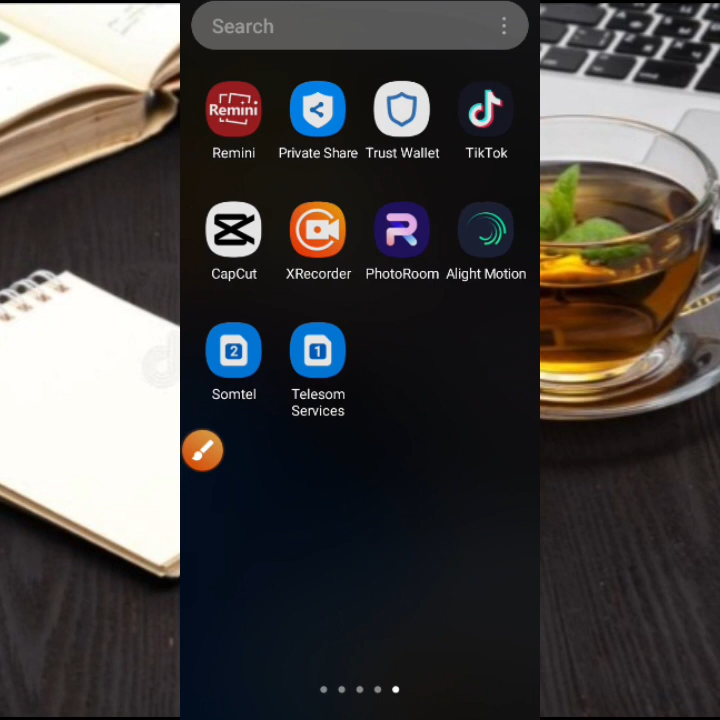 Search
Remini
Remini
Private Share
Trust Wallet
TikTok
CapCut
XRecorder
PhotoRoom
Alight Motion
2
1
Somtel
Telesom
Services